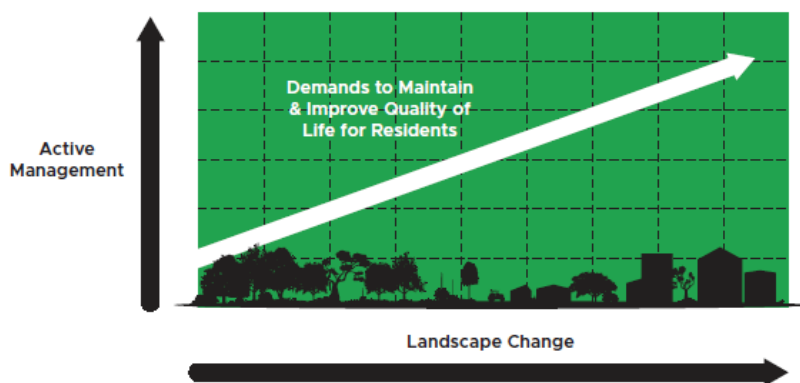 Demands to Maintain
& Improve Quality of
Life for Residents
Active
Management
Landscape Change